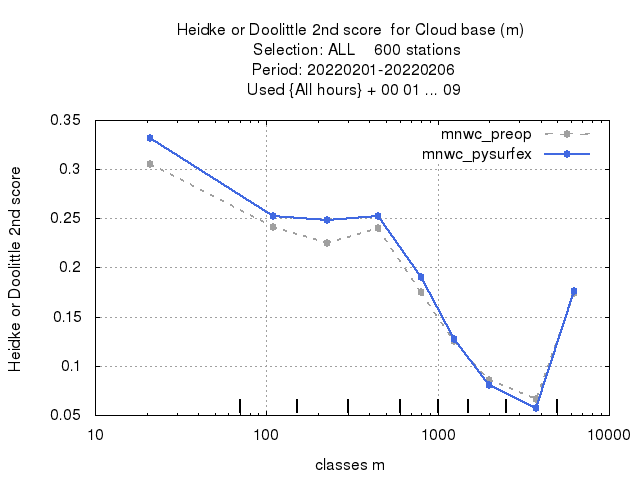 Heidke or Doolittle 2nd score  for Cloud base (m)
Selection: ALL    600 stations
Period: 20220201-20220206
Used {All hours} + 00 01 ... 09
mnwc_preop
mnwc_pysurfex
Heidke or Doolittle 2nd score
0.35
0.3
0.25
0.2
0.15
0.1
0.05
10
100
1000
10000
classes m